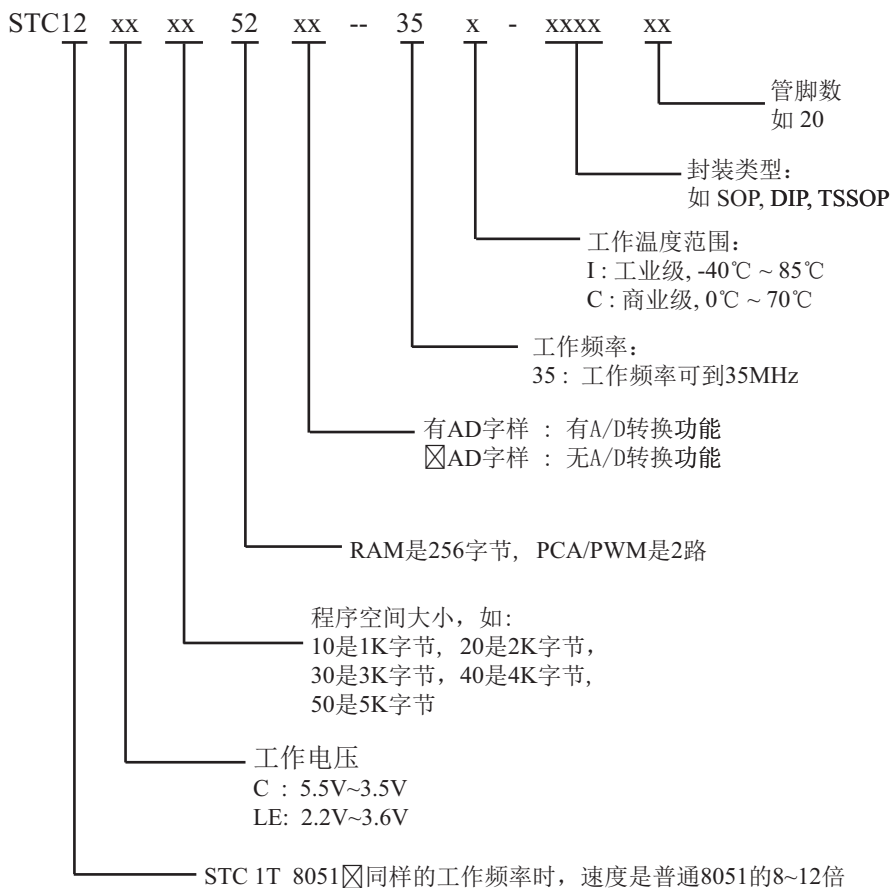 STC12 xx xx 52 xx -- 35 x - xxxx xx
管脚数
如 20
封装类型:
如 SOP, DIP, TSSOP
工作温度范围:
I : 工业级, -40℃ ~ 85℃
C : 商业级, 0℃ ~ 70℃
工作频率:
35 : 工作频率可到35MHz
有AD字样 : 有A/D转换功能
AD字样 : 无A/D转换功能
RAM是256字节, PCA/PWM是2路
程序空间大小，如:
10是1K字节, 20是2K字节，
30是3K字节，40是4K字节,
50是5K字节
工作电压
C : 5.5V~3.5V
LE: 2.2V~3.6V
STC 1T 8051 同样的工作频率时，速度是普通8051的8~12倍